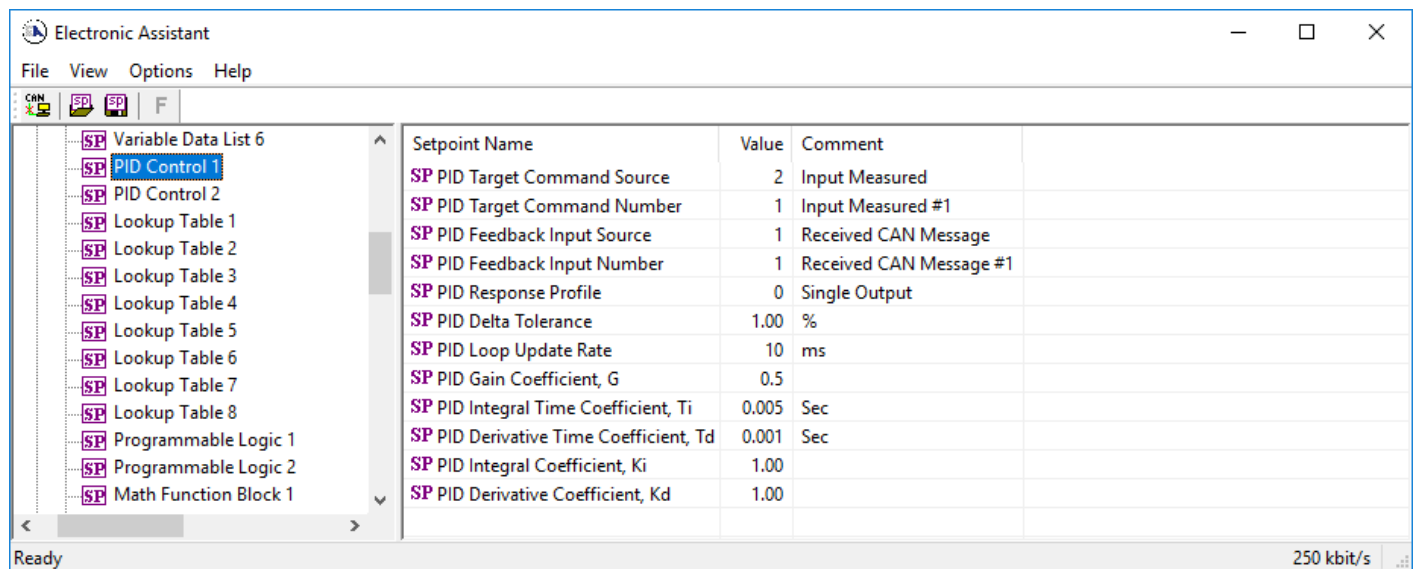 Electronic Assistant
File View Options Help
CAN SP SP F
SP Variable Data List 6
SP PID Control 1
SP PID Control 2
SP Lookup Table 1
SP Lookup Table 2
SP Lookup Table 3
SP Lookup Table 4
SP Lookup Table 5
SP Lookup Table 6
SP Lookup Table 7
SP Lookup Table 8
SP Programmable Logic 1
SP Programmable Logic 2
SP Math Function Block 1
Setpoint Name Value Comment
SP PID Target Command Source 2 Input Measured
SP PID Target Command Number 1 Input Measured #1
SP PID Feedback Input Source 1 Received CAN Message
SP PID Feedback Input Number 1 Received CAN Message #1
SP PID Response Profile 0 Single Output
SP PID Delta Tolerance 1.00 %
SP PID Loop Update Rate 10 ms
SP PID Gain Coefficient, G 0.5
SP PID Integral Time Coefficient, Ti 0.005 Sec
SP PID Derivative Time Coefficient, Td 0.001 Sec
SP PID Integral Coefficient, Ki 1.00
SP PID Derivative Coefficient, Kd 1.00
Ready 250 kbit/s